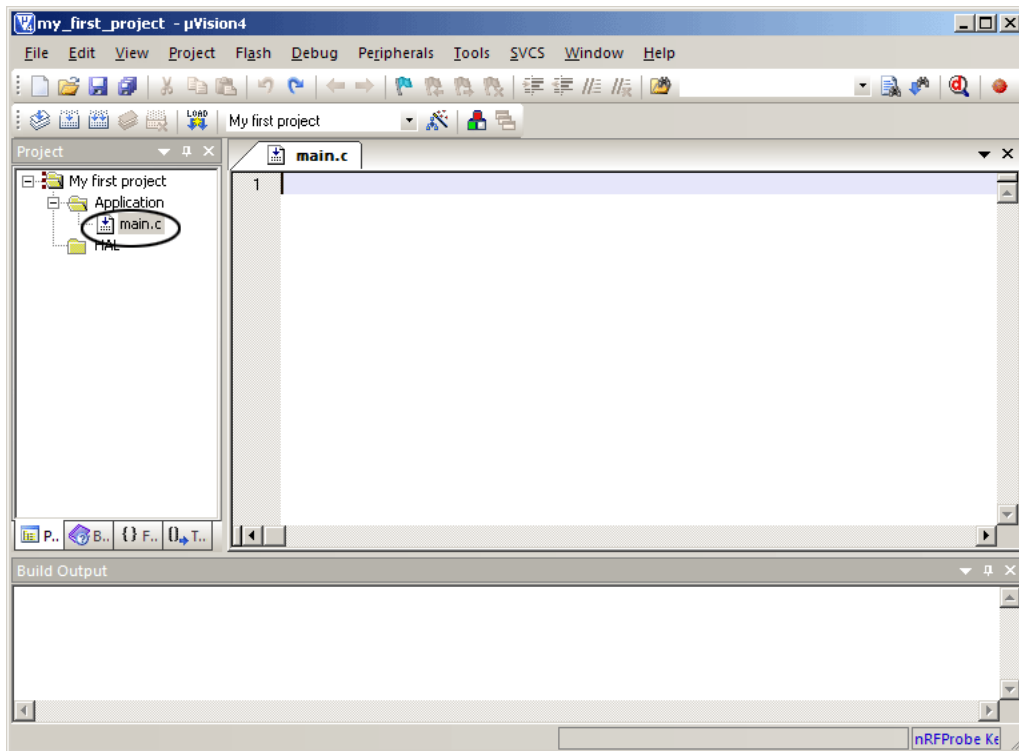 my_first_project - µVision4
File Edit View Project Flash Debug Peripherals Tools SVCS Window Help
LOAD My first project
Project
main.c
My first project
1
Application
main.c
HAL
P.. B.. {} F.. 0 T..
Build Output
nRFProbe Ke